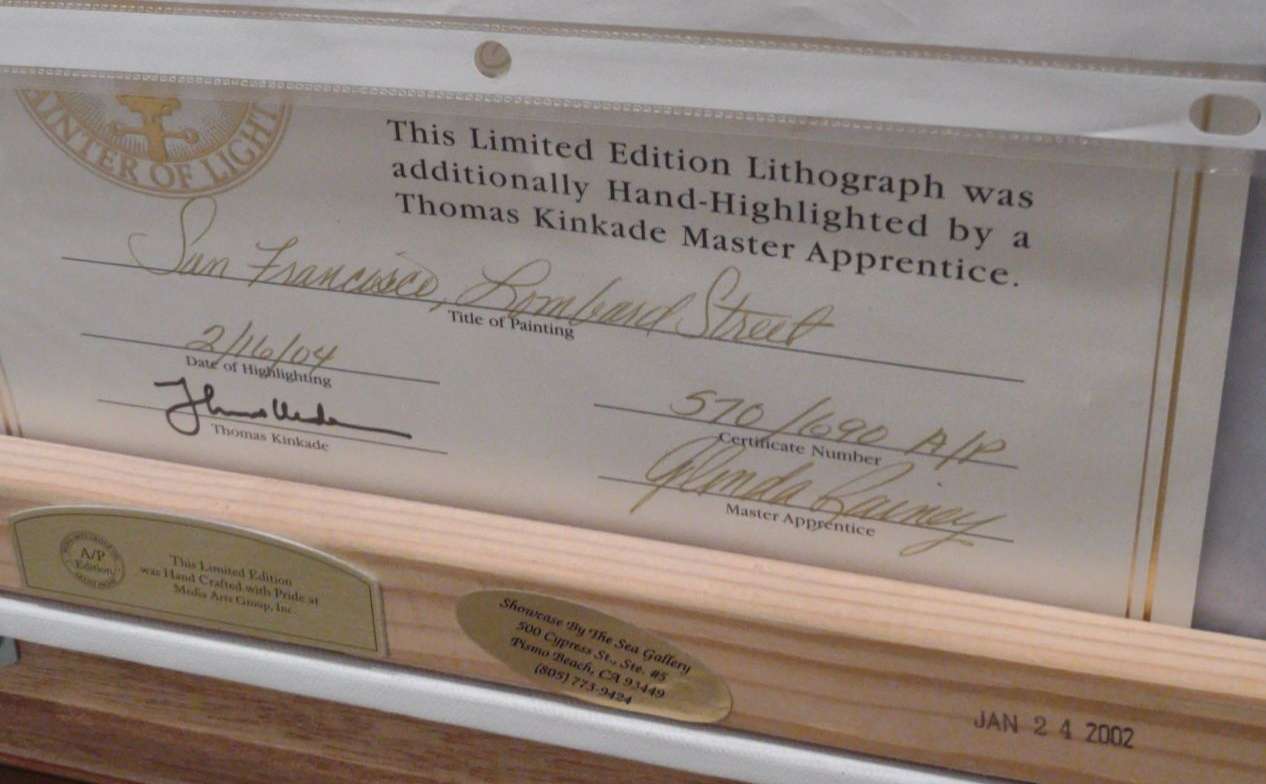 PAINTER OF LIGHT
This Limited Edition Lithograph was
additionally Hand-Highlighted by a
Thomas Kinkade Master Apprentice.
San Francisco, Lombard Street
Title of Painting
2/16/04
Date of Highlighting
Thomas Kinkade
570/690 A/P
Certificate Number
Glinda Rainey
Master Apprentice
A/P
Edition
This Limited Edition
was Hand Crafted with Pride at
Media Arts Group, Inc.
Showcase By The Sea Gallery
500 Cypress St., Ste. #5
Pismo Beach, CA 93449
(805) 773-9424
JAN 24 2002